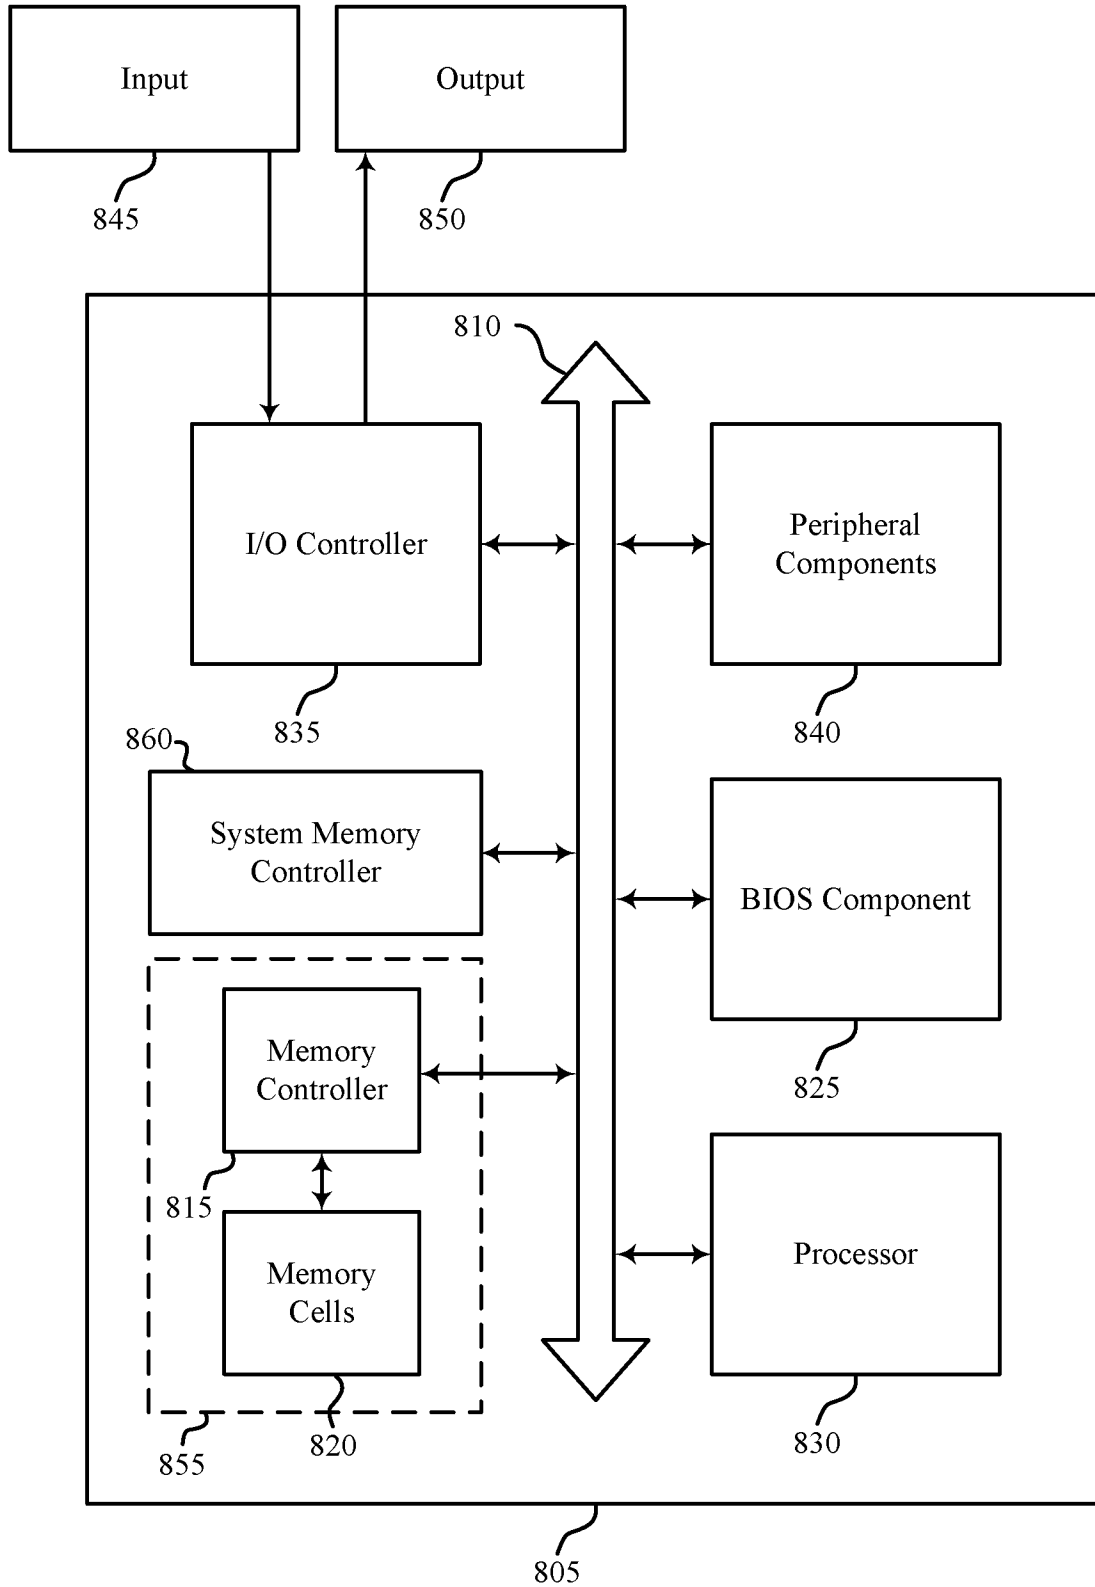 Input
Output
845
850
810
I/O Controller
Peripheral
Components
835
840
860
System Memory
Controller
BIOS Component
825
Memory
Controller
815
Memory
Cells
Processor
820
855
830
805